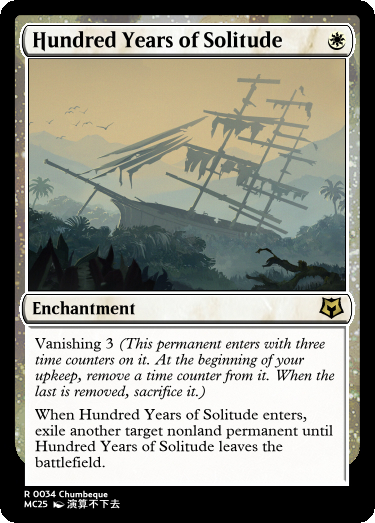 Hundred Years of Solitude
Enchantment
Vanishing 3 (This permanent enters with three
time counters on it. At the beginning of your
upkeep, remove a time counter from it. When the
last is removed, sacrifice it.)
When Hundred Years of Solitude enters,
exile another target nonland permanent until
Hundred Years of Solitude leaves the
battlefield.
R 0034 Chumbeque
MC25 演算不下去